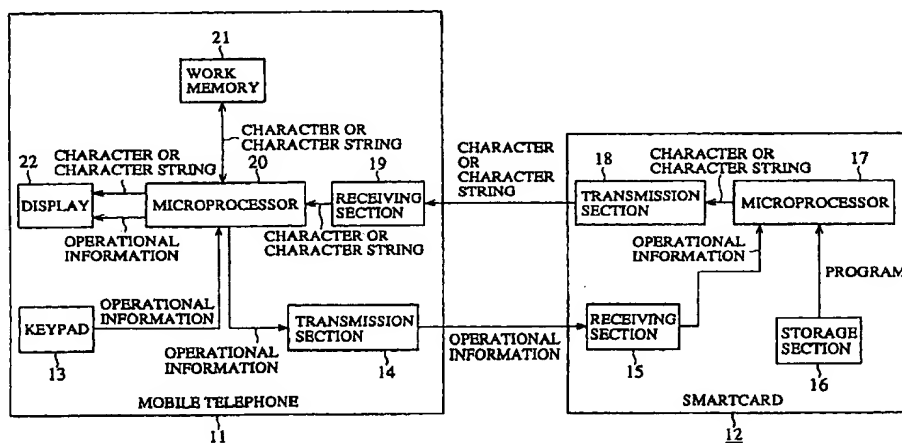 21
WORK
MEMORY
CHARACTER OR
CHARACTER STRING
22
CHARACTER OR
CHARACTER STRING
20
19
DISPLAY
MICROPROCESSOR
RECEIVING
SECTION
OPERATIONAL
INFORMATION
CHARACTER OR
CHARACTER STRING
OPERATIONAL
INFORMATION
KEYPAD
13
OPERATIONAL
INFORMATION
TRANSMISSION
SECTION
14
MOBILE TELEPHONE
11
CHARACTER
OR
CHARACTER
STRING
OPERATIONAL
INFORMATION
18
CHARACTER OR
CHARACTER STRING
17
TRANSMISSION
SECTION
MICROPROCESSOR
OPERATIONAL
INFORMATION
PROGRAM
RECEIVING
SECTION
15
STORAGE
SECTION
16
SMARTCARD
12